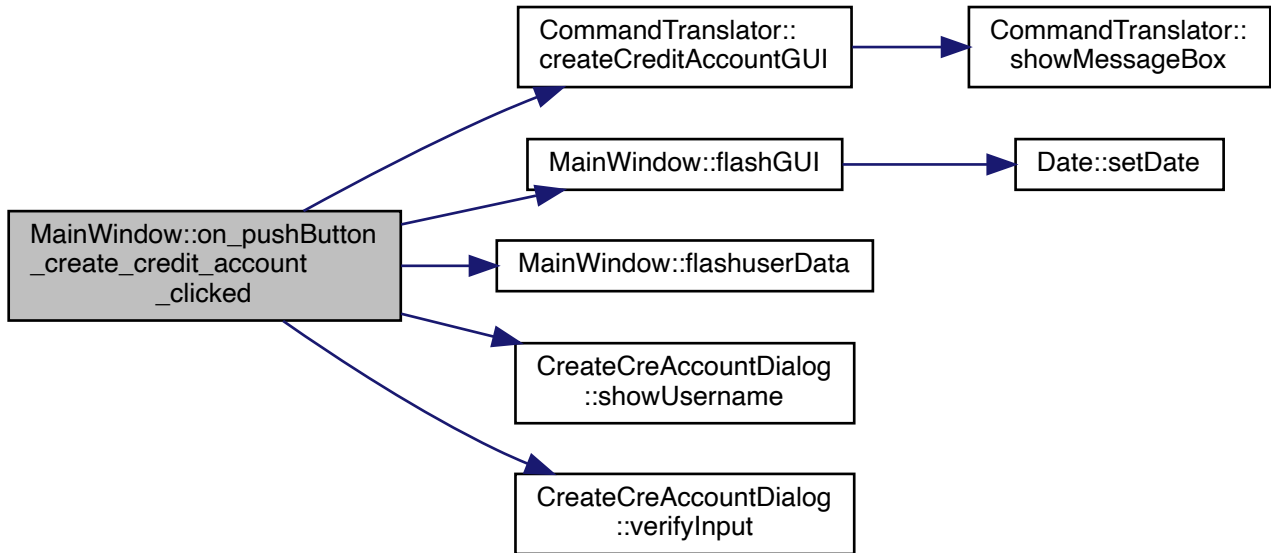 CommandTranslator::
createCreditAccountGUI
CommandTranslator::
showMessageBox
MainWindow::flashGUI
Date::setDate
MainWindow::on_pushButton
_create_credit_account
_clicked
MainWindow::flashuserData
CreateCreAccountDialog
::showUsername
CreateCreAccountDialog
::verifyInput